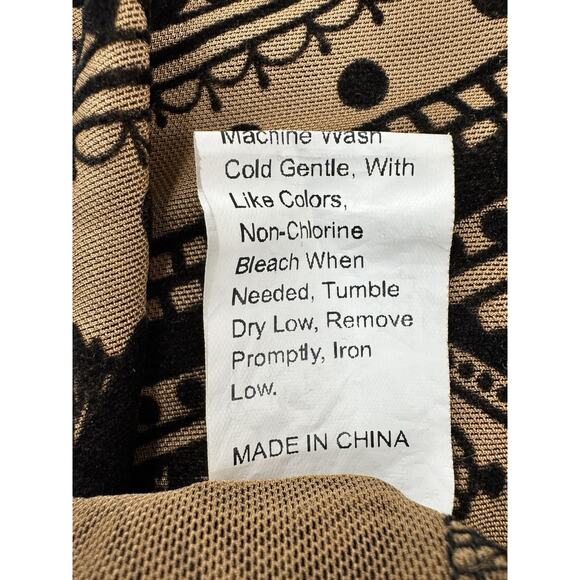 Machine Wash
Cold Gentle, With
Like Colors,
Non-Chlorine
Bleach When
Needed, Tumble
Dry Low, Remove
Promptly, Iron
Low.
MADE IN CHINA